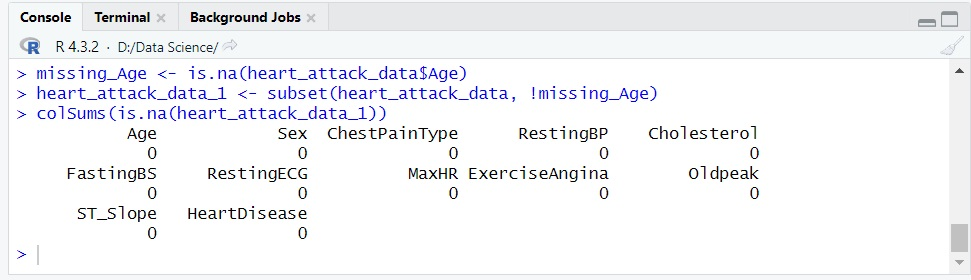 Console Terminal Background Jobs
R R 4.3.2 · D:/Data Science/
> missing_Age <- is.na(heart_attack_data$Age)
> heart_attack_data_1 <- subset(heart_attack_data, !missing_Age)
> colSums(is.na(heart_attack_data_1))
Age Sex ChestPainType RestingBP Cholesterol
0 0 0 0 0
FastingBS RestingECG MaxHR ExerciseAngina Oldpeak
0 0 0 0 0
ST_Slope HeartDisease
0 0
>